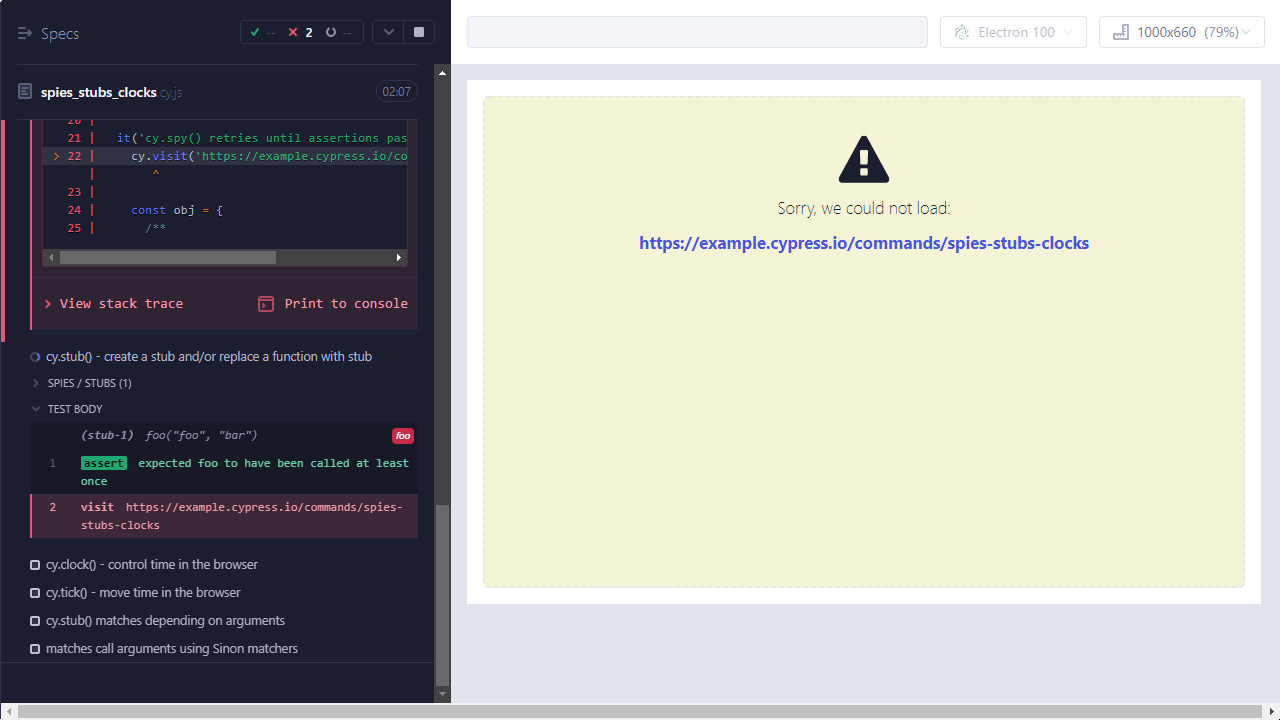 Specs
--
2
--
Electron 100
1000x660 (79%)
spies_stubs_clocks.cy.js
02:07
20 |
21 | it('cy.spy() retries until assertions pas
> 22 | cy.visit('https://example.cypress.io/co
| ^
23 |
24 | const obj = {
25 | /**
View stack trace
Print to console
cy.stub() - create a stub and/or replace a function with stub
SPIES / STUBS (1)
TEST BODY
(stub-1) foo("foo", "bar")
foo
1 assert expected foo to have been called at least
once
2 visit https://example.cypress.io/commands/spies-
stubs-clocks
cy.clock() - control time in the browser
cy.tick() - move time in the browser
cy.stub() matches depending on arguments
matches call arguments using Sinon matchers
Sorry, we could not load:
https://example.cypress.io/commands/spies-stubs-clocks